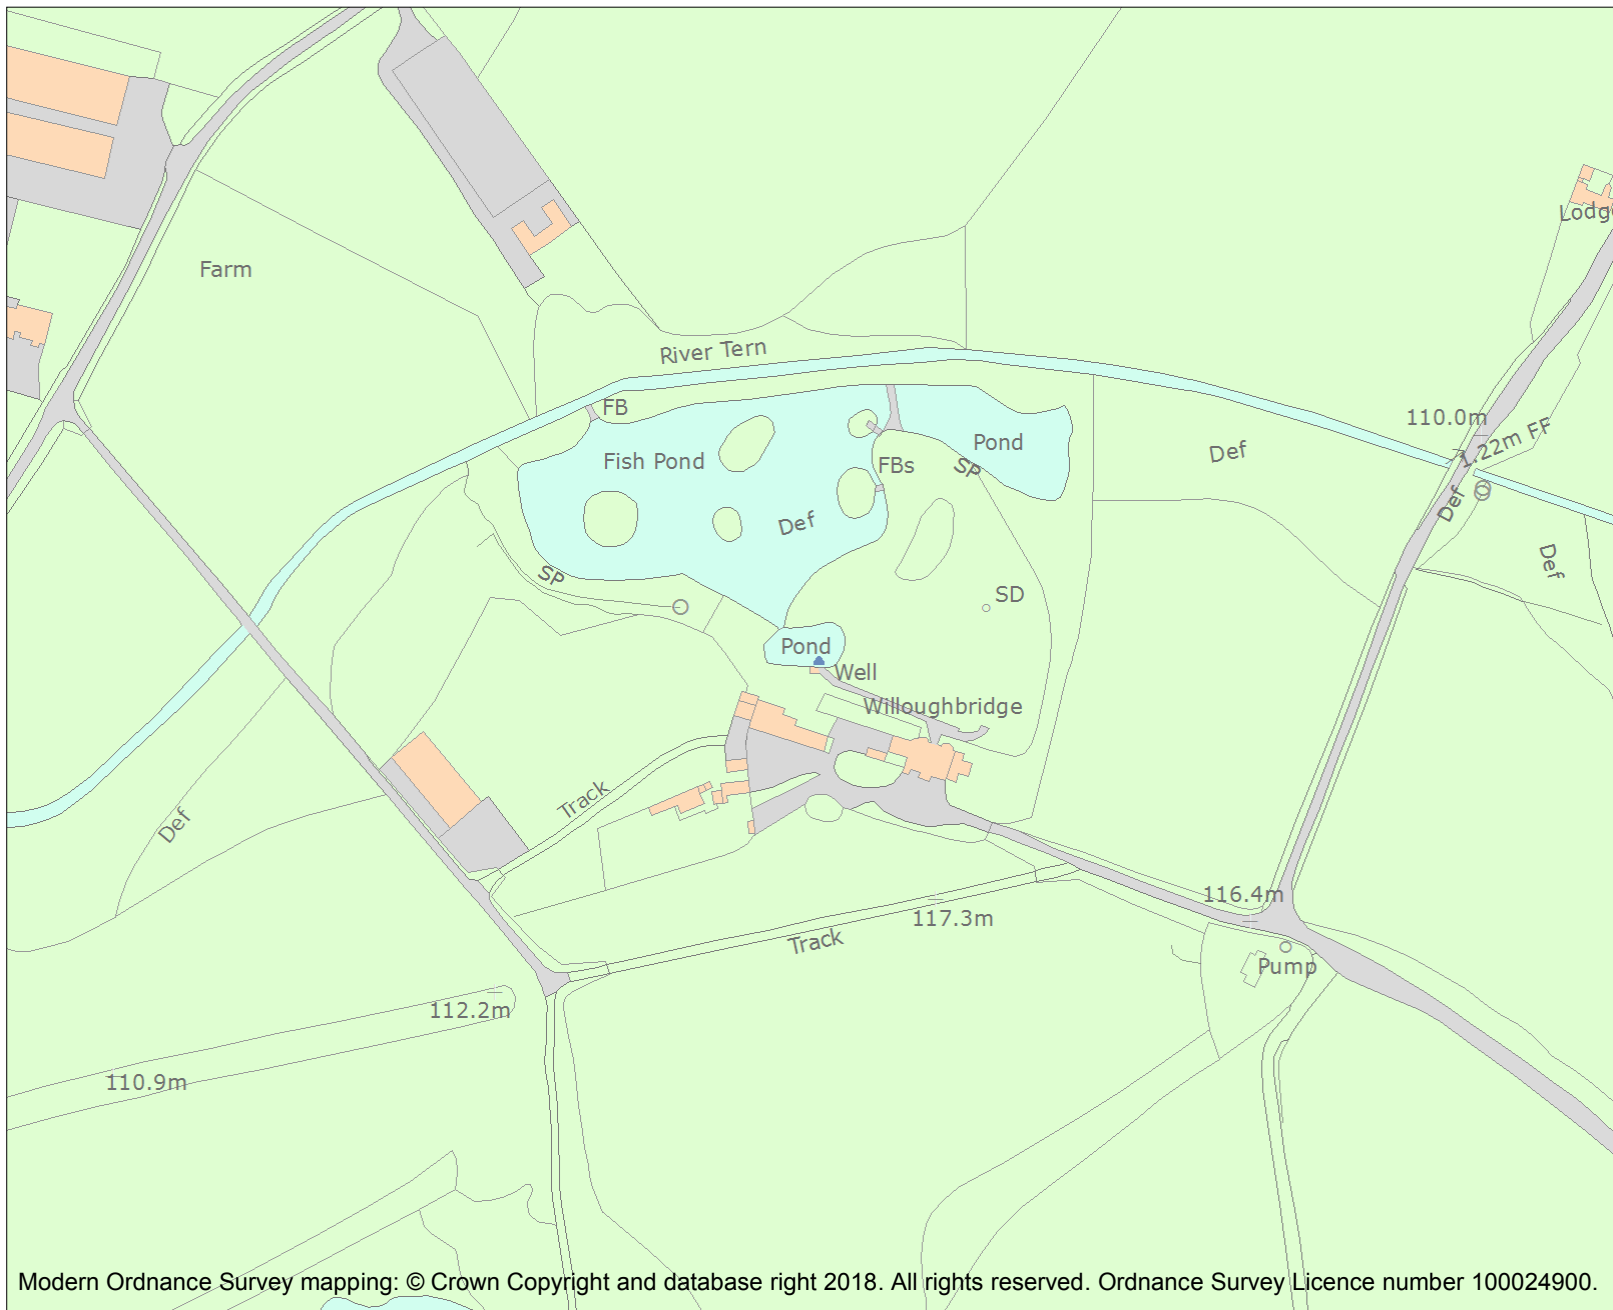 Lodge
Farm
River Tern
FB
110.0m
1.22m FF
Pond
Def
Fish Pond
FBs
SP
Def
Def
Def
SP
SD
Pond
Well
Willoughbridge
Track
Def
116.4m
117.3m
Track
Pump
112.2m
110.9m
Modern Ordnance Survey mapping: © Crown Copyright and database right 2018. All rights reserved. Ordnance Survey Licence number 100024900.